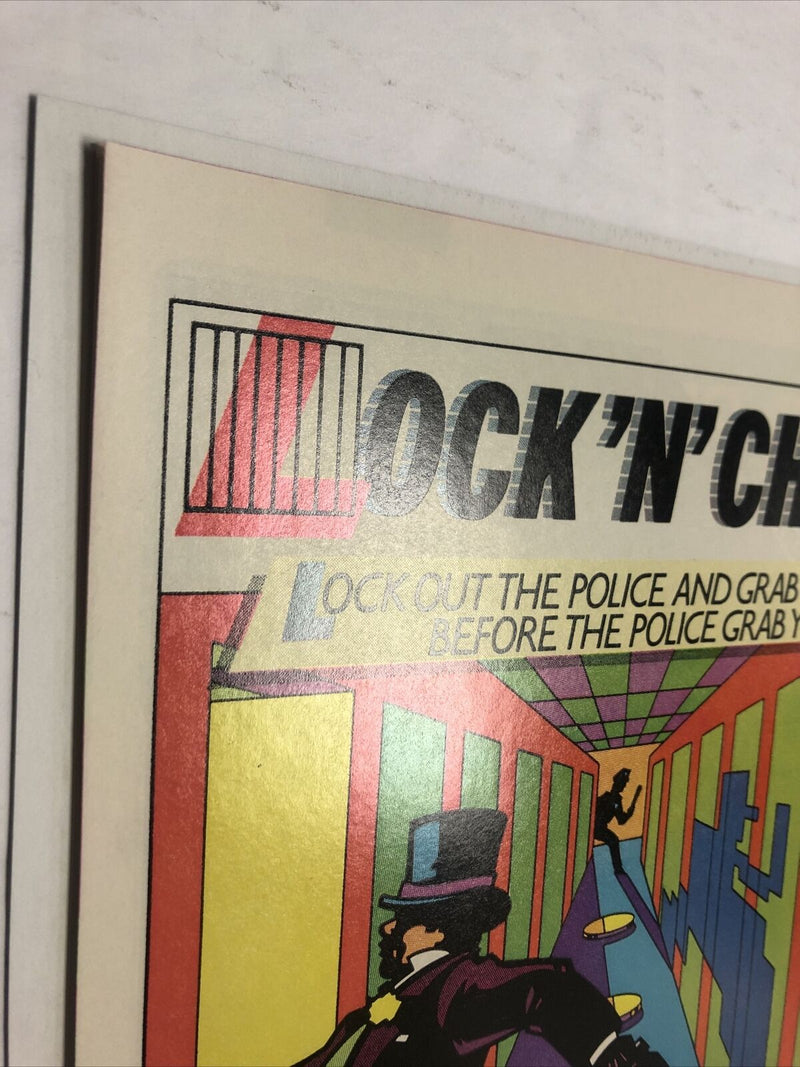 LOCK'N'CH
LOCK OUT THE POLICE AND GRAB
BEFORE THE POLICE GRAB Y